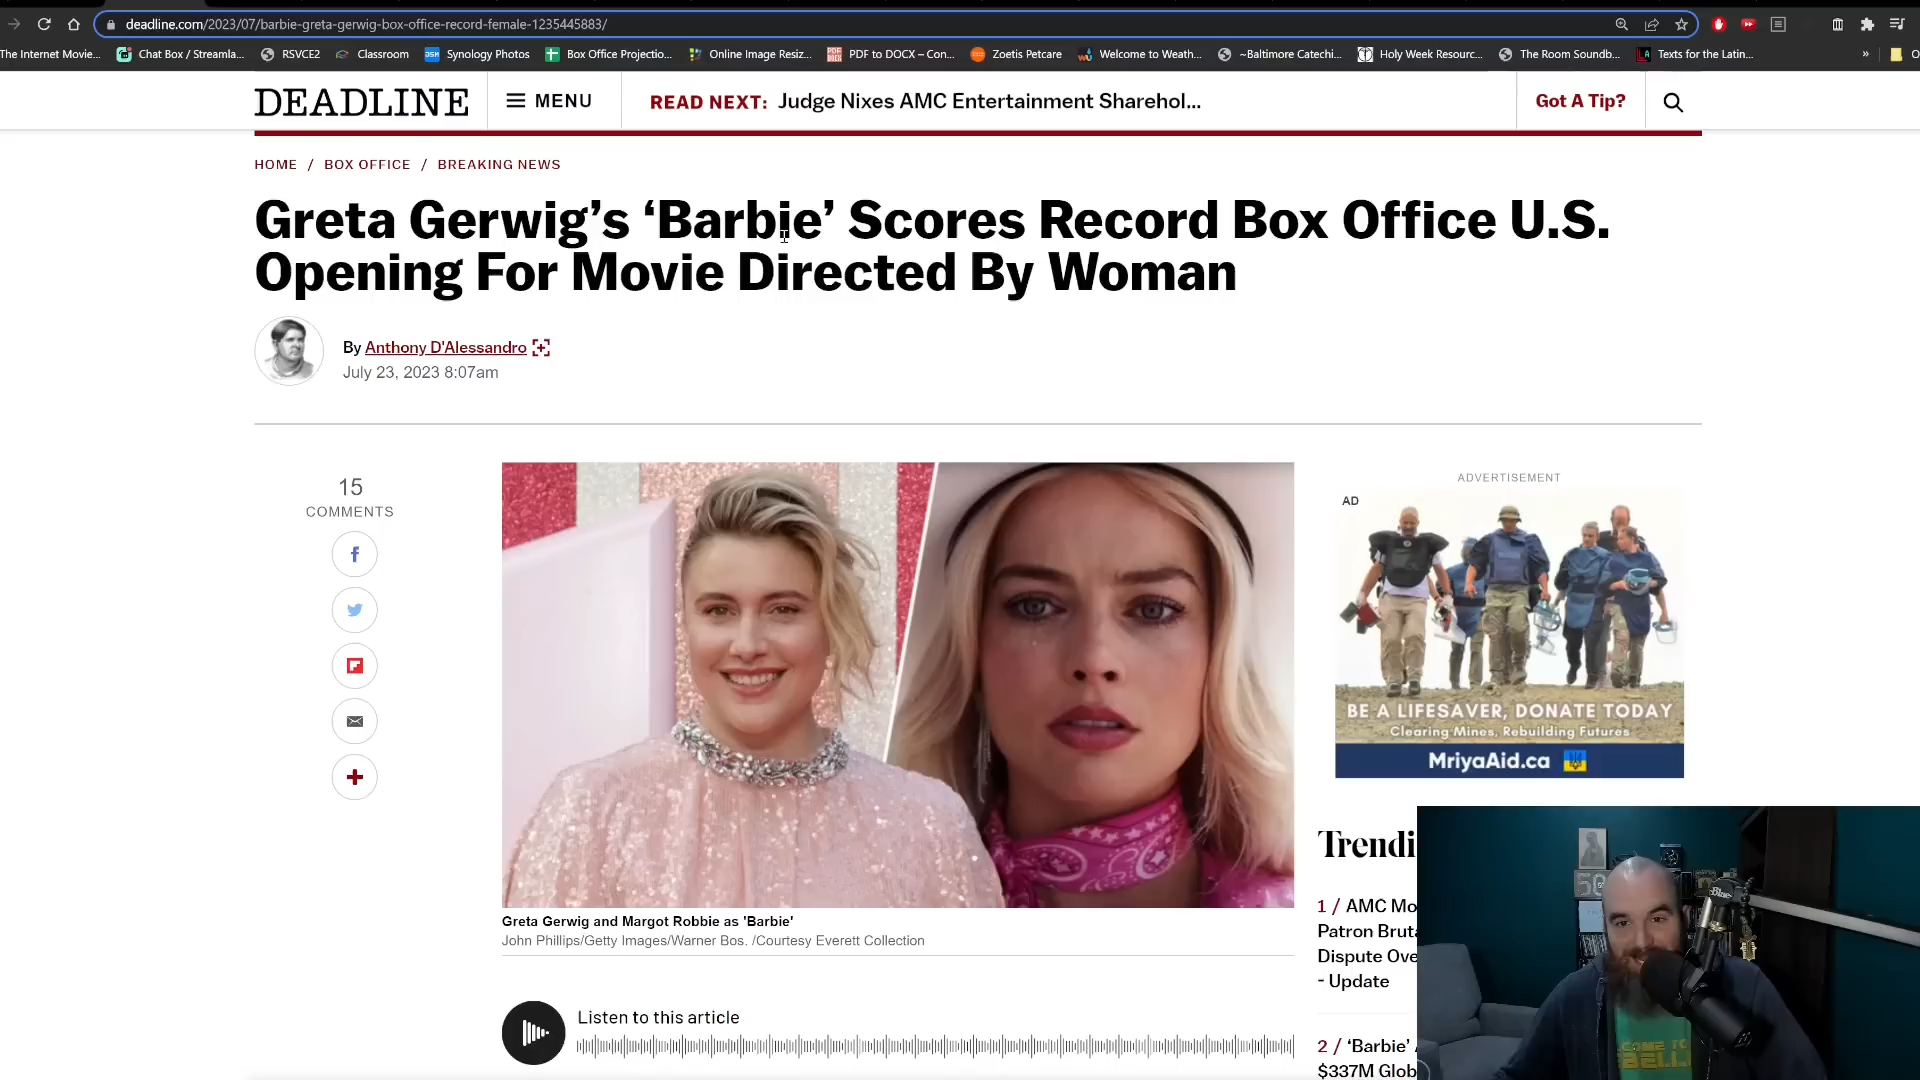 deadline.com/2023/07/barbie-greta-gerwig-box-office-record-female-1235445883/
The Internet Movie... Chat Box / Streamla... RSVCE2 Classroom Synology Photos Box Office Projectio... Online Image Resiz... PDF to DOCX – Con... Zoetis Petcare Welcome to Weath... ~Baltimore Catechi... Holy Week Resourc... The Room Soundb... Texts for the Latin... »
DEADLINE MENU READ NEXT: Judge Nixes AMC Entertainment Sharehol... Got A Tip?
HOME / BOX OFFICE / BREAKING NEWS
Greta Gerwig’s ‘Barbie’ Scores Record Box Office U.S.
Opening For Movie Directed By Woman
By Anthony D'Alessandro
July 23, 2023 8:07am
15
COMMENTS
ADVERTISEMENT
AD
BE A LIFESAVER, DONATE TODAY
Clearing Mines, Rebuilding Futures
MriyaAid.ca
Greta Gerwig and Margot Robbie as 'Barbie'
John Phillips/Getty Images/Warner Bos. /Courtesy Everett Collection
Listen to this article
Trendi
1 / AMC Mo
Patron Bruta
Dispute Ove
- Update
2 / ‘Barbie’
$337M Glob